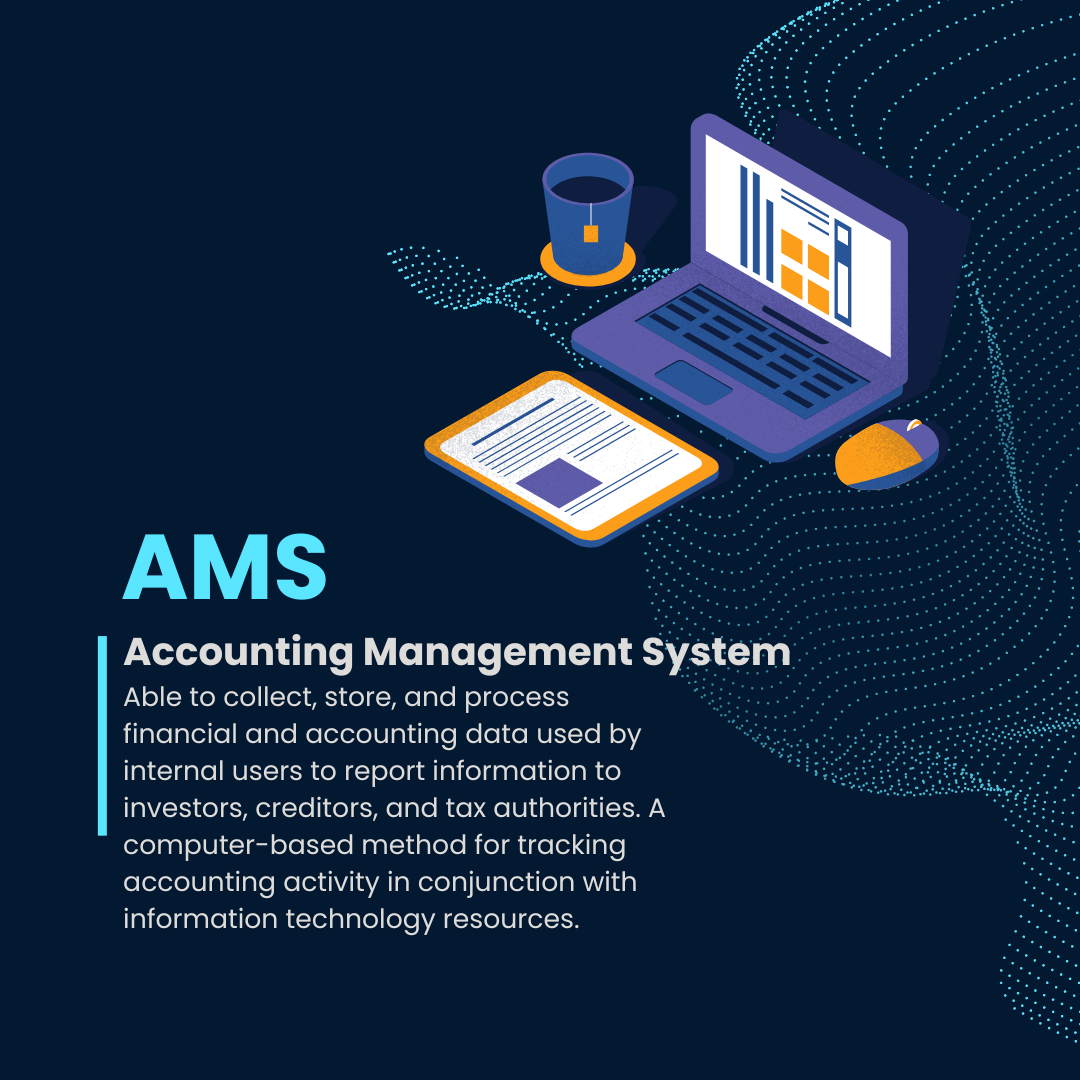 AMS
Accounting Management System
Able to collect, store, and process
financial and accounting data used by
internal users to report information to
investors, creditors, and tax authorities. A
computer-based method for tracking
accounting activity in conjunction with
information technology resources.